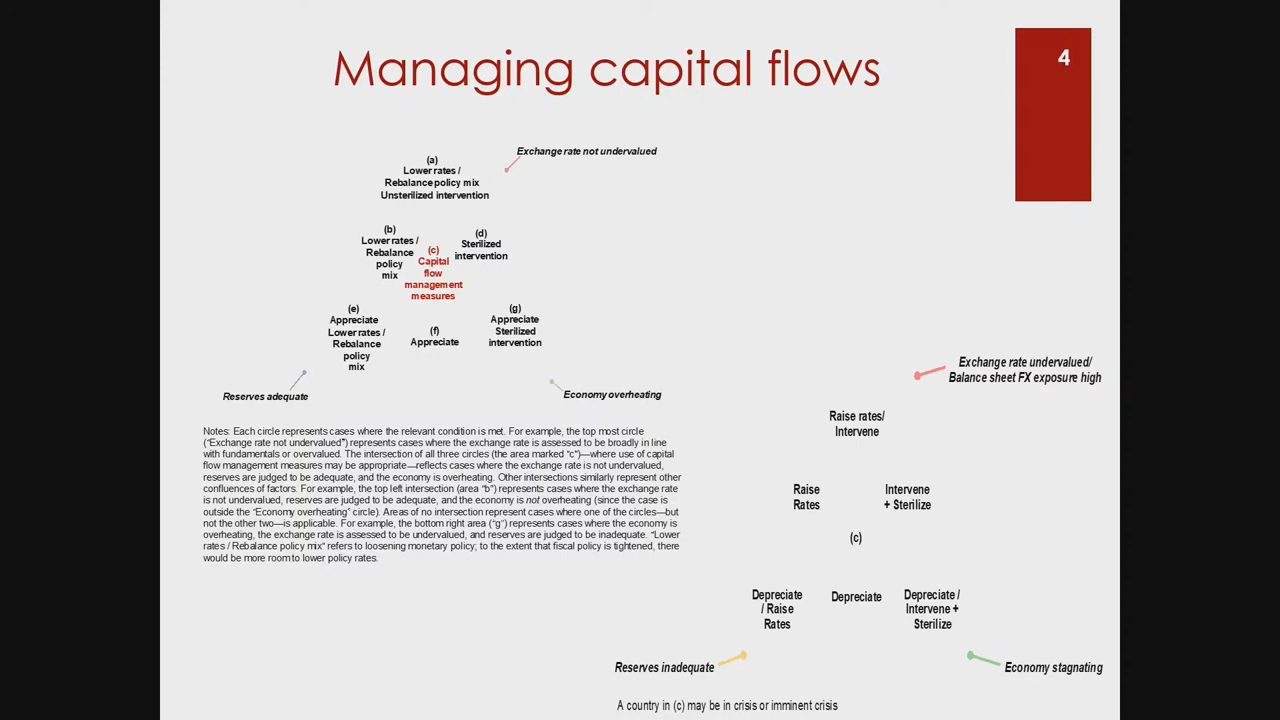 Managing capital flows
4
Exchange rate not undervalued
(a)
Lower rates /
Rebalance policy mix
Unsterilized intervention
(b)
Lower rates /
Rebalance
policy
mix
(c)
Capital
flow
management
measures
(d)
Sterilized
intervention
(e)
Appreciate
Lower rates /
Rebalance
policy
mix
(f)
Appreciate
(g)
Appreciate
Sterilized
intervention
Reserves adequate
Economy overheating
Notes: Each circle represents cases where the relevant condition is met. For example, the top most circle
("Exchange rate not undervalued") represents cases where the exchange rate is assessed to be broadly in line
with fundamentals or overvalued. The intersection of all three circles (the area marked "c")—where use of capital
flow management measures may be appropriate—reflects cases where the exchange rate is not undervalued,
reserves are judged to be adequate, and the economy is overheating. Other intersections similarly represent other
confluences of factors. For example, the top left intersection (area "b") represents cases where the exchange rate
is not undervalued, reserves are judged to be adequate, and the economy is not overheating (since the case is
outside the "Economy overheating" circle). Areas of no intersection represent cases where one of the circles—but
not the other two—is applicable. For example, the bottom right area ("g") represents cases where the economy is
overheating, the exchange rate is assessed to be undervalued, and reserves are judged to be inadequate. "Lower
rates / Rebalance policy mix" refers to loosening monetary policy; to the extent that fiscal policy is tightened, there
would be more room to lower policy rates.
Exchange rate undervalued/
Balance sheet FX exposure high
Raise rates/
Intervene
Raise
Rates
Intervene
+ Sterilize
(c)
Depreciate
/ Raise
Rates
Depreciate
Depreciate /
Intervene +
Sterilize
Reserves inadequate
Economy stagnating
A country in (c) may be in crisis or imminent crisis